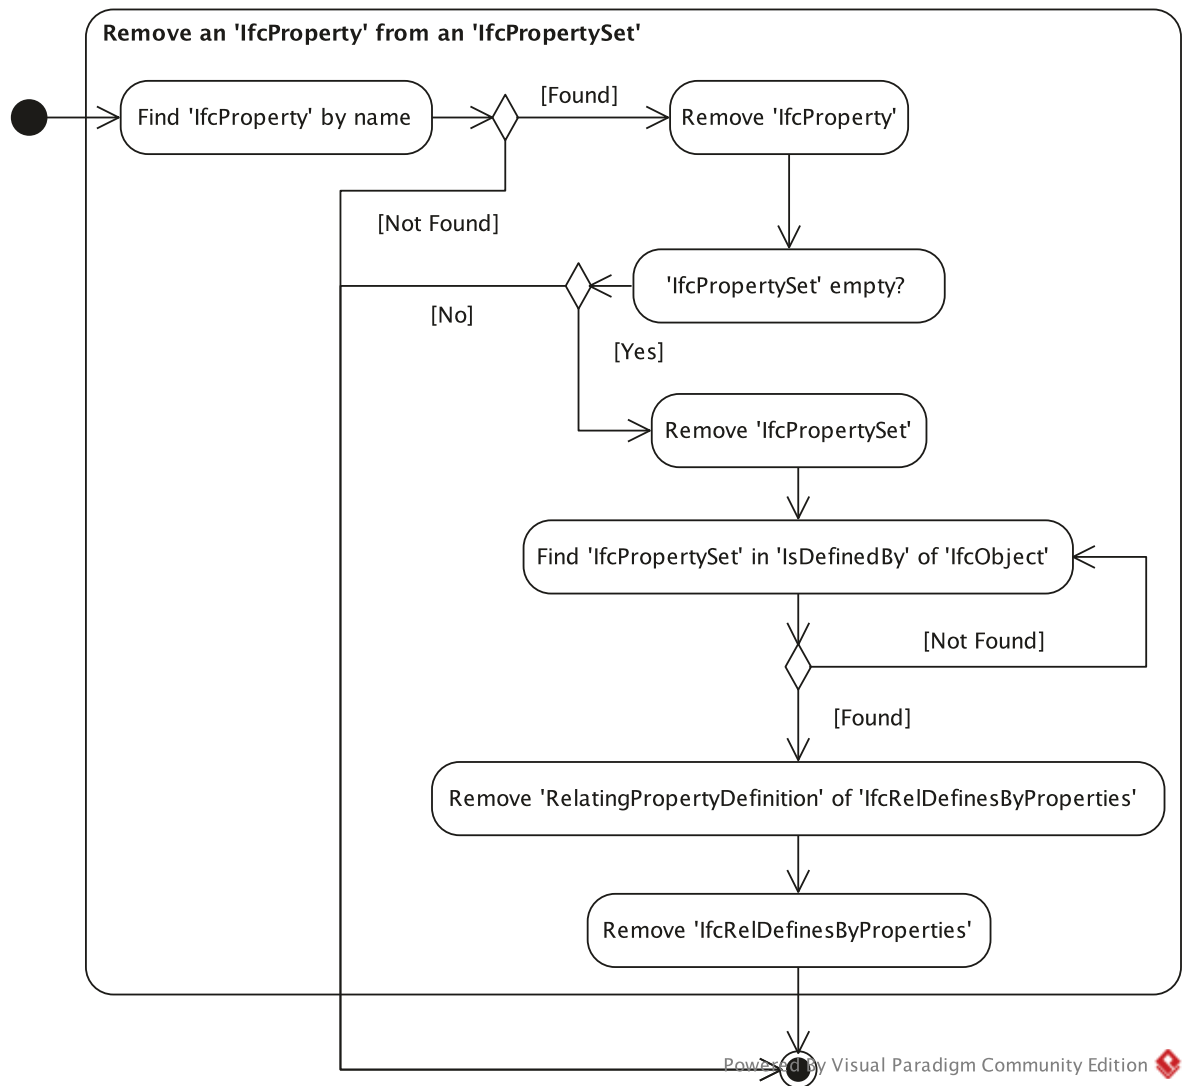 Remove an 'IfcProperty' from an 'IfcPropertySet'
Find 'IfcProperty' by name
[Found]
Remove 'IfcProperty'
[Not Found]
'IfcPropertySet' empty?
[No]
[Yes]
Remove 'IfcPropertySet'
Find 'IfcPropertySet' in 'IsDefinedBy' of 'IfcObject'
[Not Found]
[Found]
Remove 'RelatingPropertyDefinition' of 'IfcRelDefinesByProperties'
Remove 'IfcRelDefinesByProperties'
Powered By Visual Paradigm Community Edition